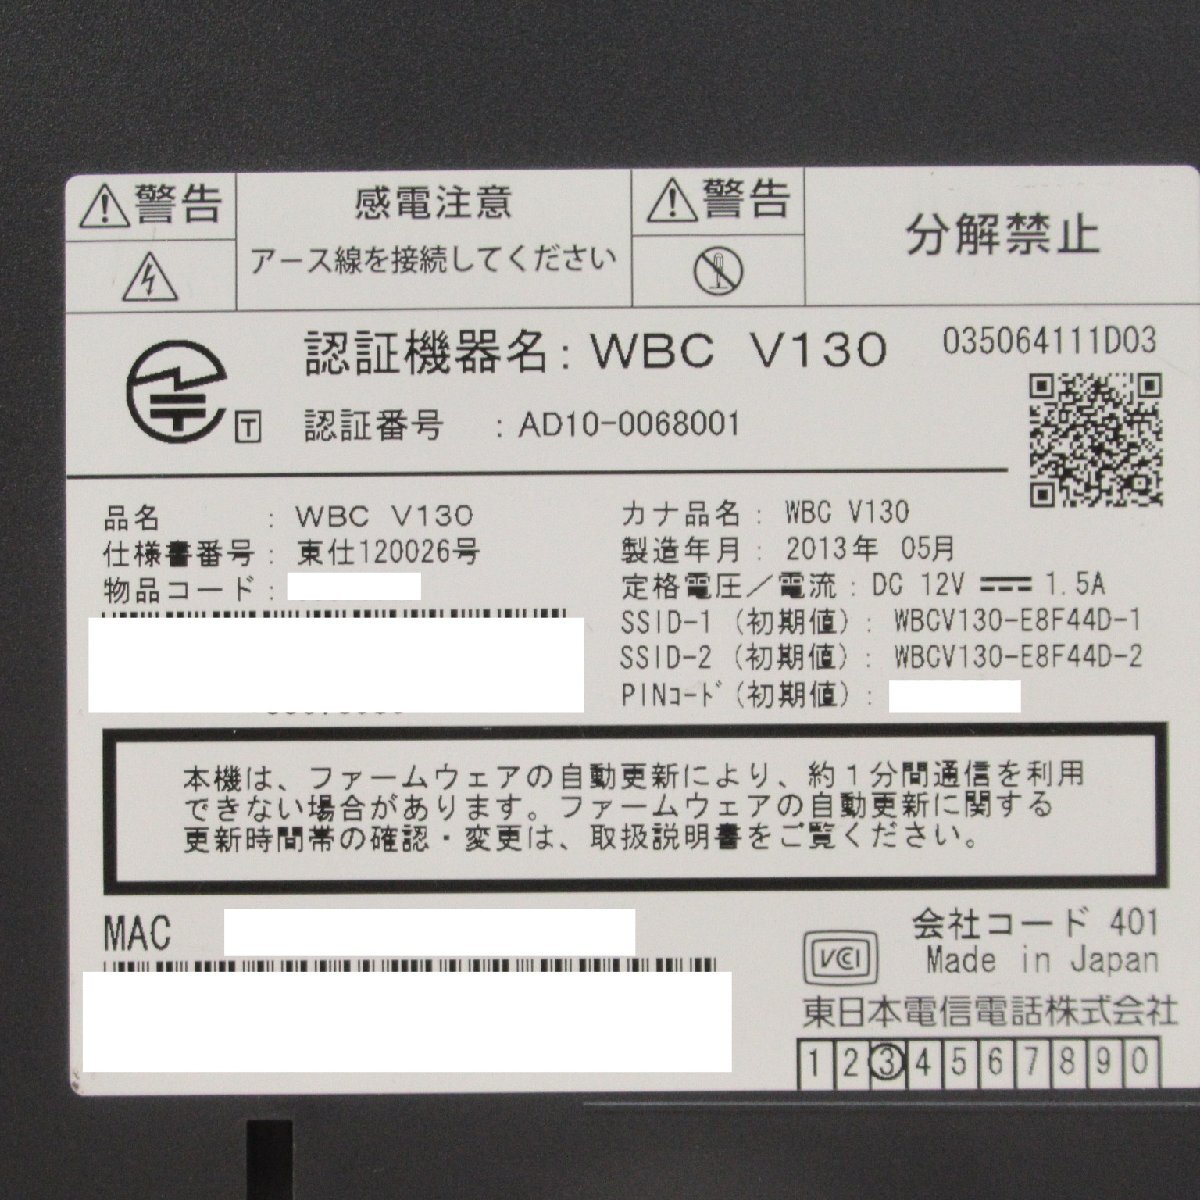 警告
感電注意
アース線を接続してください
警告
分解禁止
認証機器名: WBC V130
035064111D03
T
認証番号 : AD10-0068001
品名 : WBC V130
仕様書番号 : 東仕120026号
物品コード :
カナ品名 : WBC V130
製造年月 : 2013年 05月
定格電圧／電流 : DC 12V 1.5A
SSID-1 (初期値) : WBCV130-E8F44D-1
SSID-2 (初期値) : WBCV130-E8F44D-2
PINｺｰﾄﾞ(初期値) :
本機は、ファームウェアの自動更新により、約１分間通信を利用
できない場合があります。ファームウェアの自動更新に関する
更新時間帯の確認・変更は、取扱説明書をご覧ください。
MAC
VCI
会社コード 401
Made in Japan
東日本電信電話株式会社
1 2 3 4 5 6 7 8 9 0